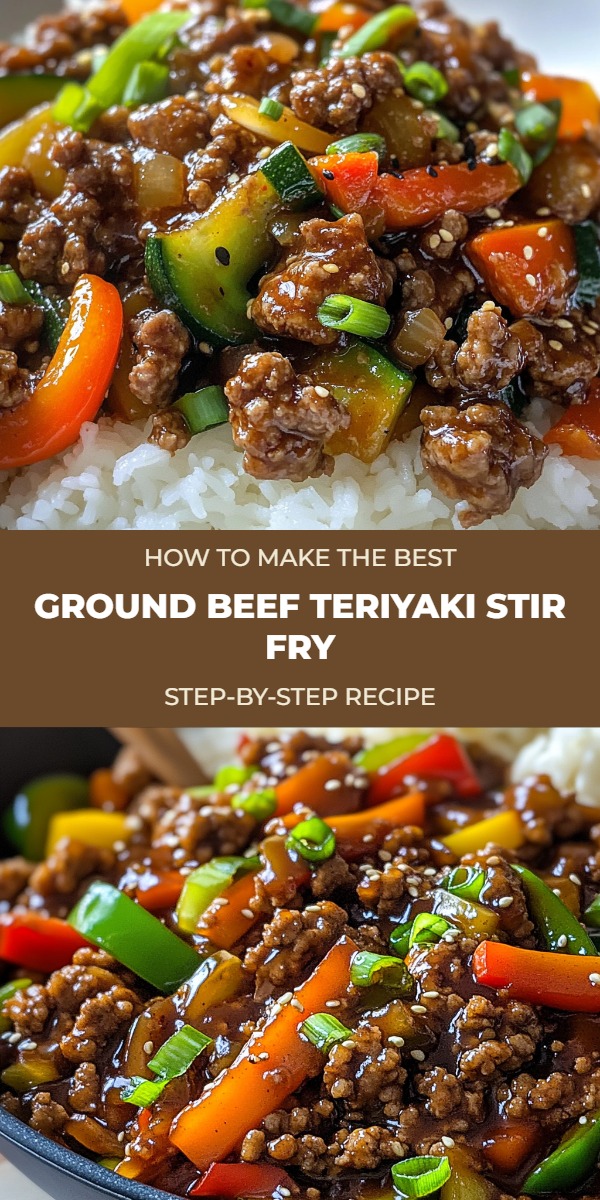 HOW TO MAKE THE BEST
GROUND BEEF TERIYAKI STIR
FRY
STEP-BY-STEP RECIPE